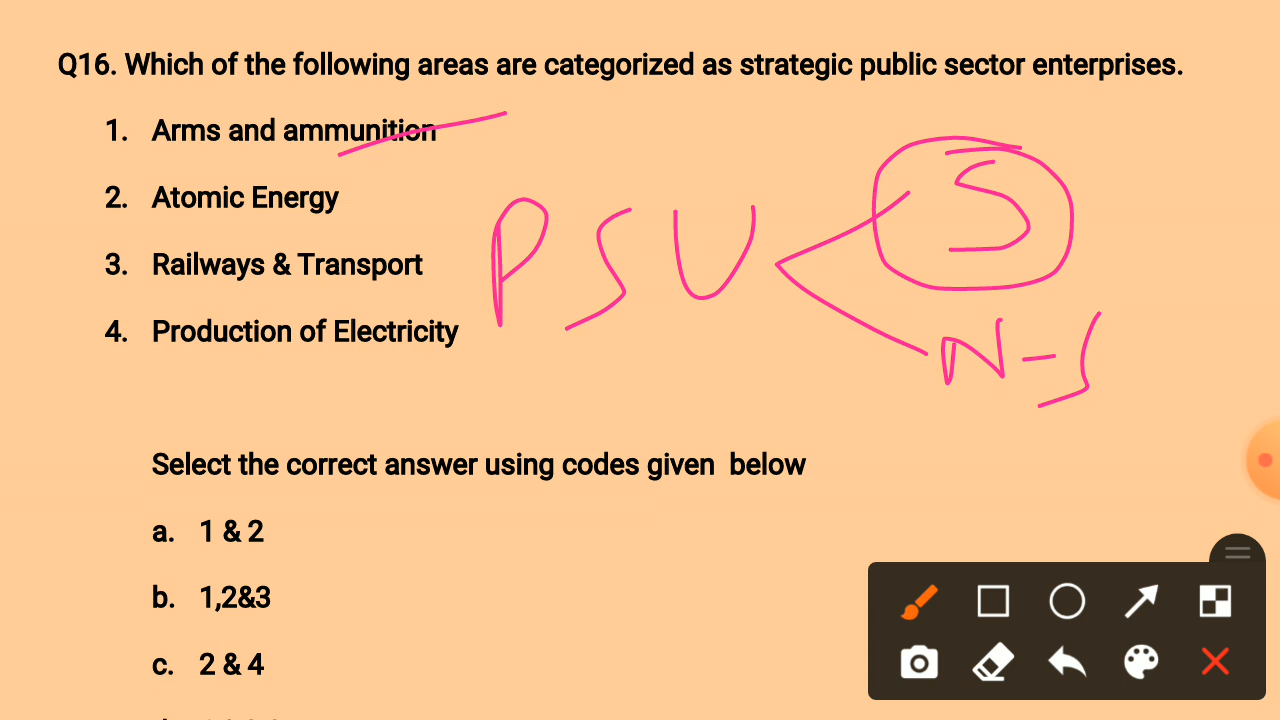 Q16. Which of the following areas are categorized as strategic public sector enterprises.
1. Arms and ammunition
2. Atomic Energy
3. Railways & Transport
4. Production of Electricity
PSU
S
N-S
Select the correct answer using codes given below
a. 1 & 2
b. 1,2&3
c. 2 & 4